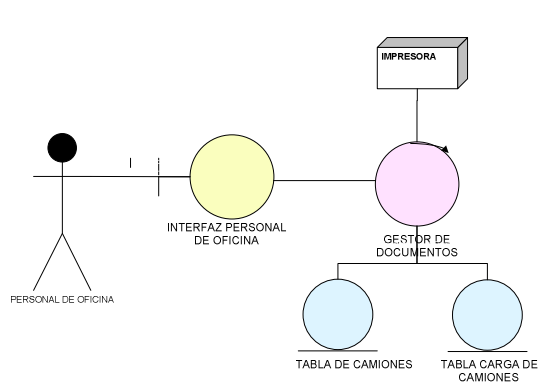 IMPRESORA
INTERFAZ PERSONAL
DE OFICINA
GESTOR DE
DOCUMENTOS
PERSONAL DE OFICINA
TABLA DE CAMIONES
TABLA CARGA DE
CAMIONES